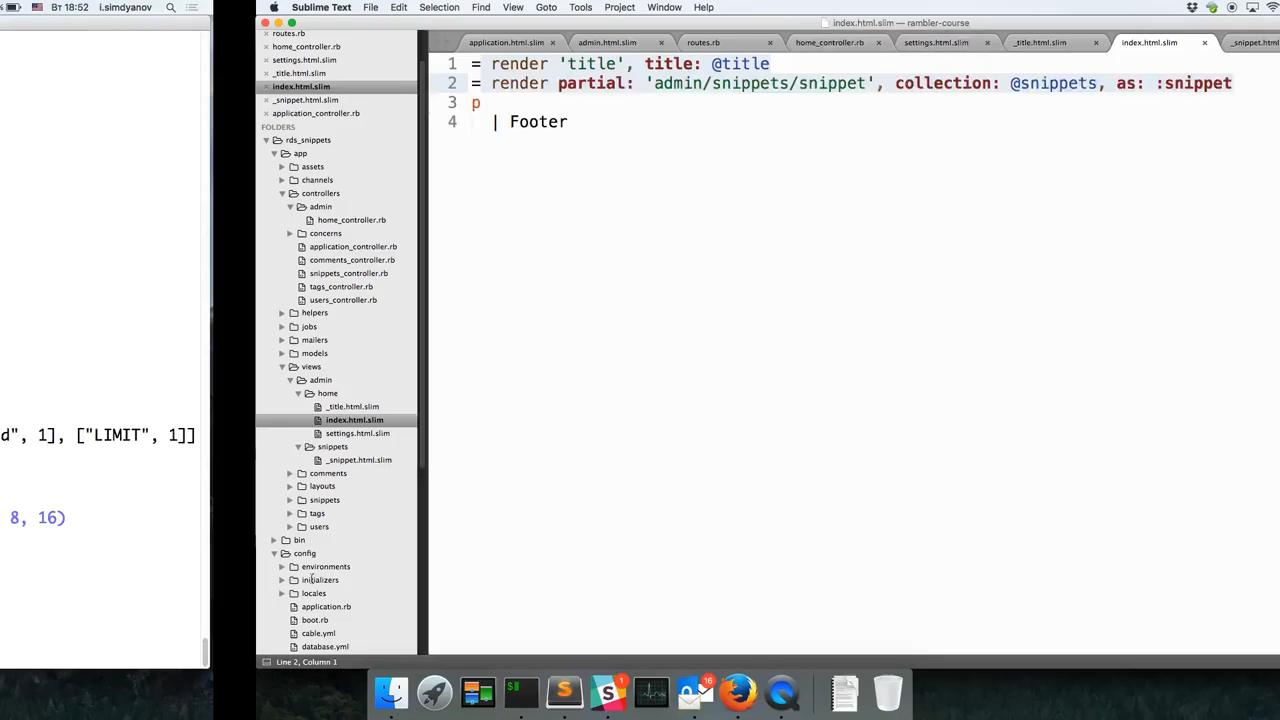 Вт 18:52 i.simdyanov
Sublime Text File Edit Selection Find View Goto Tools Project Window Help
index.html.slim — rambler-course
routes.rb
home_controller.rb
settings.html.slim
_title.html.slim
index.html.slim
_snippet.html.slim
application_controller.rb
FOLDERS
rds_snippets
app
assets
channels
controllers
admin
home_controller.rb
concerns
application_controller.rb
comments_controller.rb
snippets_controller.rb
tags_controller.rb
users_controller.rb
helpers
jobs
mailers
models
views
admin
home
_title.html.slim
index.html.slim
settings.html.slim
snippets
_snippet.html.slim
comments
layouts
snippets
tags
users
bin
config
environments
initializers
locales
application.rb
boot.rb
cable.yml
database.yml
application.html.slim admin.html.slim routes.rb home_controller.rb settings.html.slim _title.html.slim index.html.slim _snippet.html
1 = render 'title', title: @title
2 = render partial: 'admin/snippets/snippet', collection: @snippets, as: :snippet
3 p
4 | Footer
d", 1], ["LIMIT", 1]]
8, 16)
Line 2, Column 1
1
16